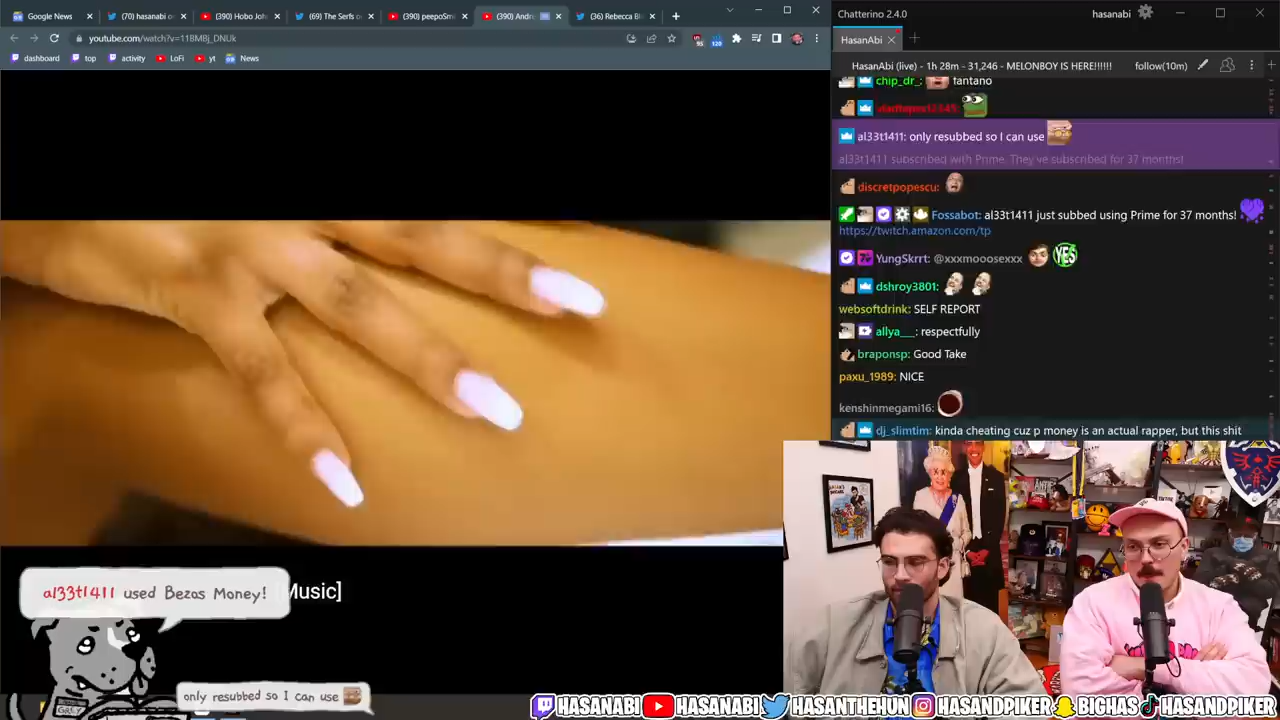 Google News
(70) hasanabi o
(390) Hobo Joh
(69) The Serfs o
(390) peepoSm
(390) Andre
(36) Rebecca Bl
youtube.com/watch?v=11BMBj_DNUk
dashboard
top
activity
LoFi
yt
News
Chatterino 2.4.0
hasanabi
HasanAbi
HasanAbi (live) - 1h 28m - 31,246 - MELONBOY IS HERE!!!!!!
follow(10m)
chip_dr_: tantano
al33t1411: only resubbed so I can use
al33t1411 subscribed with Prime. They've subscribed for 37 months!
discretpopescu:
Fossabot: al33t1411 just subbed using Prime for 37 months!
https://twitch.amazon.com/tp
YungSkrrt: @xxxmooosexxx
YES
dshroy3801:
websoftdrink: SELF REPORT
allya___: respectfully
braponsp: Good Take
paxu_1989: NICE
kenshinmegami16:
dj_slimtim: kinda cheating cuz p money is an actual rapper, but this shit
al33t1411 used Bezos Money!
Music]
only resubbed so I can use
HASANABI
HASANABI
HASANTHEHUN
HASANDPIKER
BIGHAS
HASANDPIKER